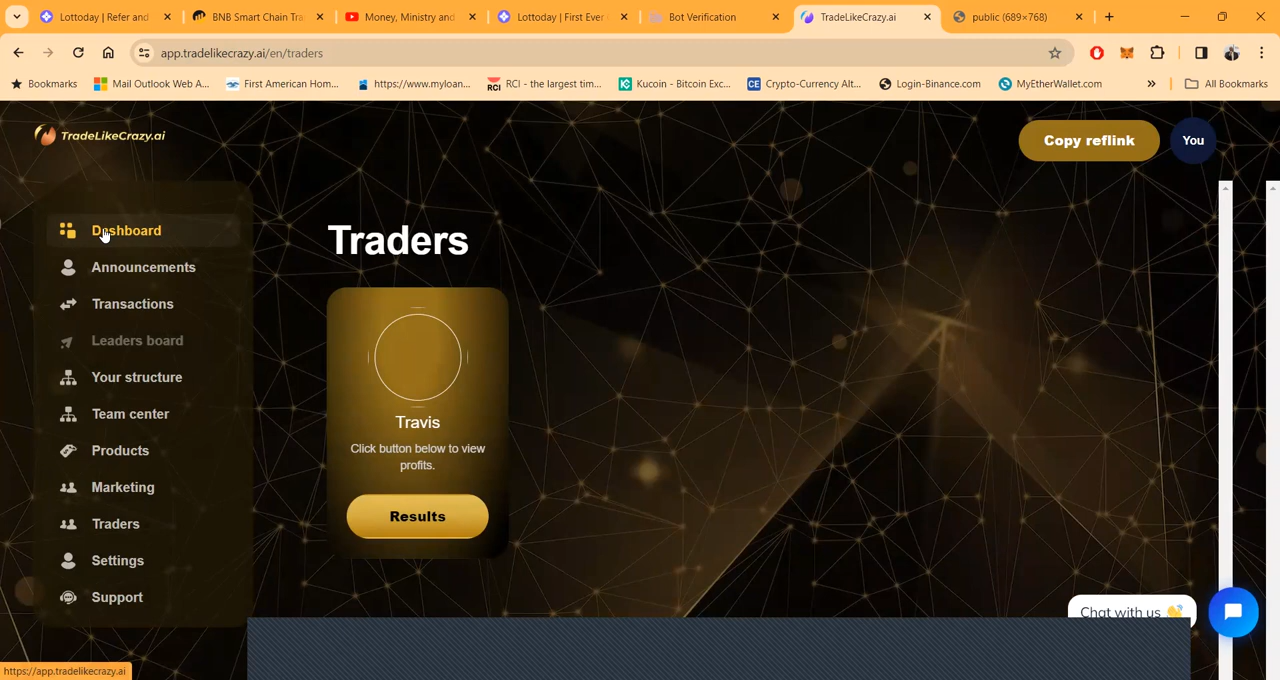 Lottoday | Refer and
BNB Smart Chain Tra
Money, Ministry and
Lottoday | First Ever
Bot Verification
TradeLikeCrazy.ai
public (689×768)
app.tradelikecrazy.ai/en/traders
Bookmarks
Mail Outlook Web A...
First American Hom...
https://www.myloan...
RCI - the largest tim...
Kucoin - Bitcoin Exc...
Crypto-Currency Alt...
Login-Binance.com
MyEtherWallet.com
»
All Bookmarks
TradeLikeCrazy.ai
Copy reflink
You
Dashboard
Announcements
Transactions
Leaders board
Your structure
Team center
Products
Marketing
Traders
Settings
Support
Traders
Travis
Click button below to view
profits.
Results
Chat with us 👋
https://app.tradelikecrazy.ai